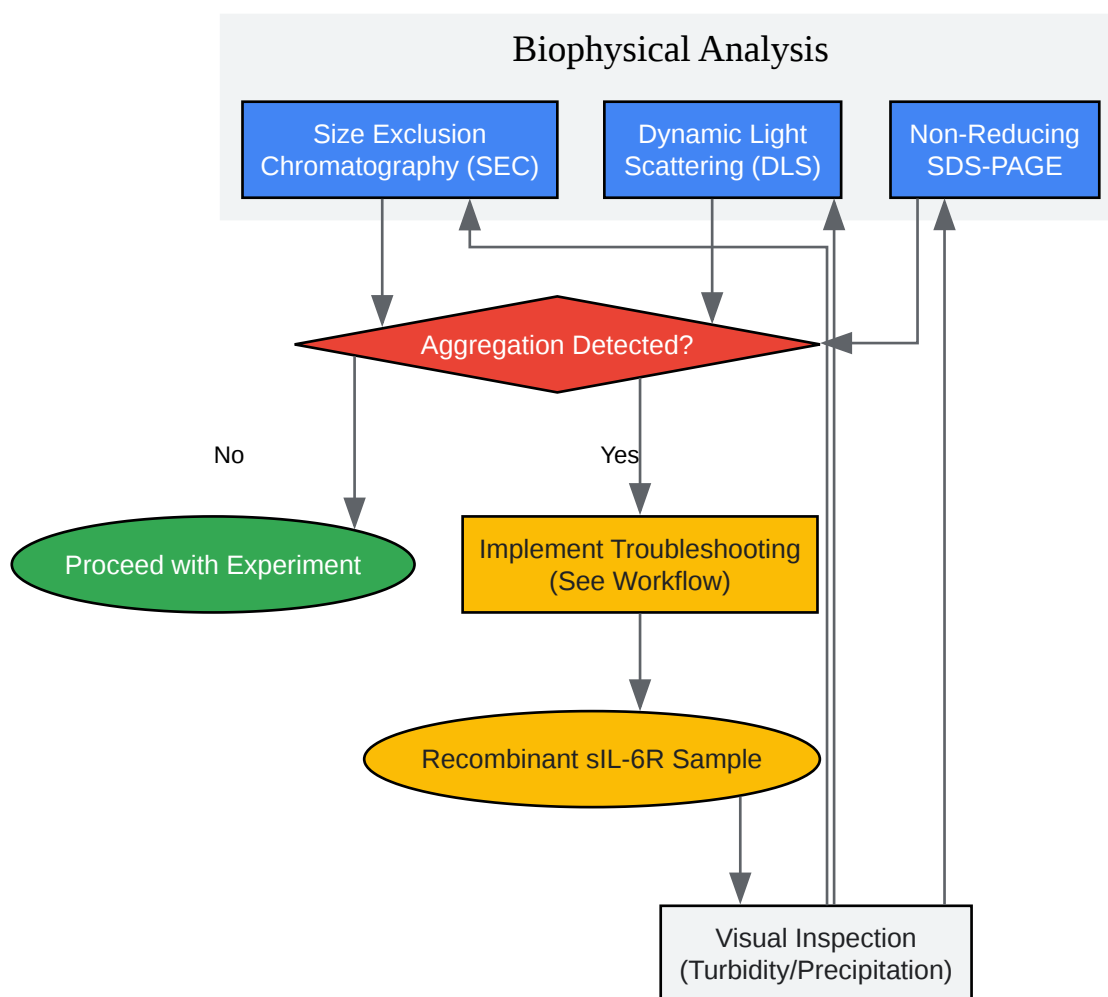 Biophysical Analysis
Size Exclusion
Chromatography (SEC)
Dynamic Light
Scattering (DLS)
Non-Reducing
SDS-PAGE
Aggregation Detected?
No
Yes
Proceed with Experiment
Implement Troubleshooting
(See Workflow)
Recombinant sIL-6R Sample
Visual Inspection
(Turbidity/Precipitation)